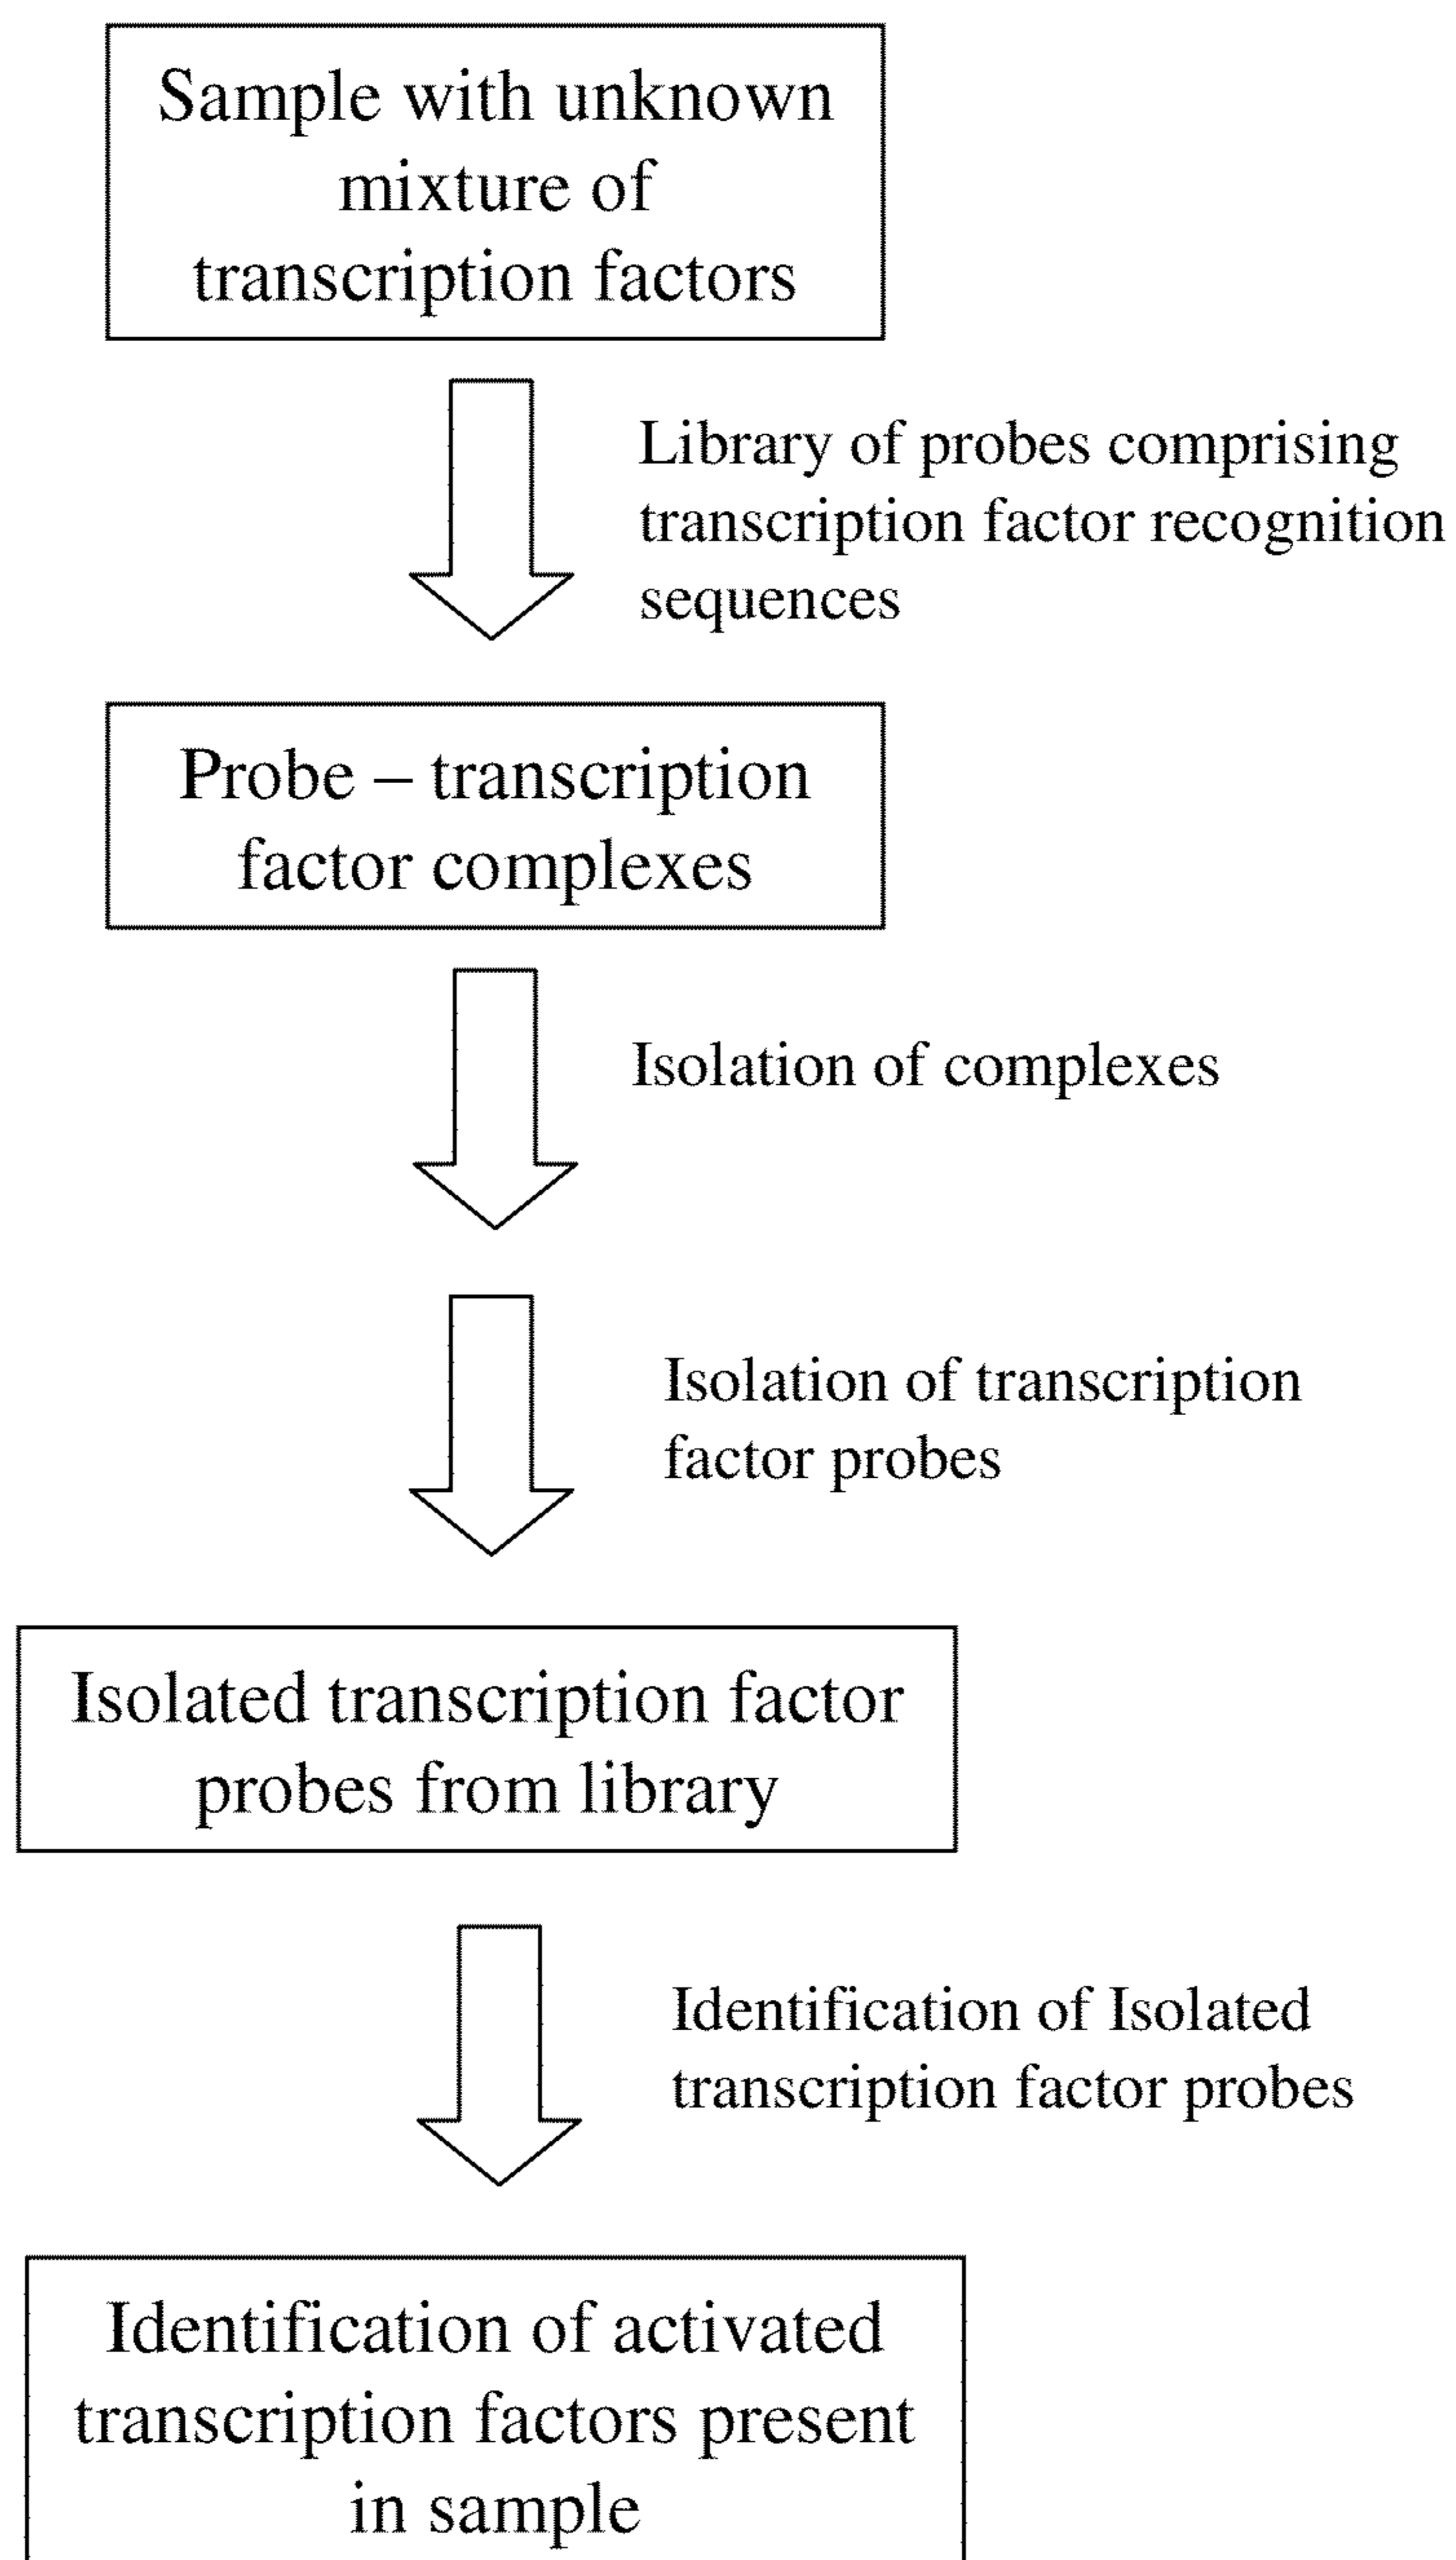 Sample with unknown
mixture of
transcription factors
Library of probes comprising
transcription factor recognition
sequences
Probe – transcription
factor complexes
Isolation of complexes
Isolation of transcription
factor probes
Isolated transcription factor
probes from library
Identification of Isolated
transcription factor probes
Identification of activated
transcription factors present
in sample